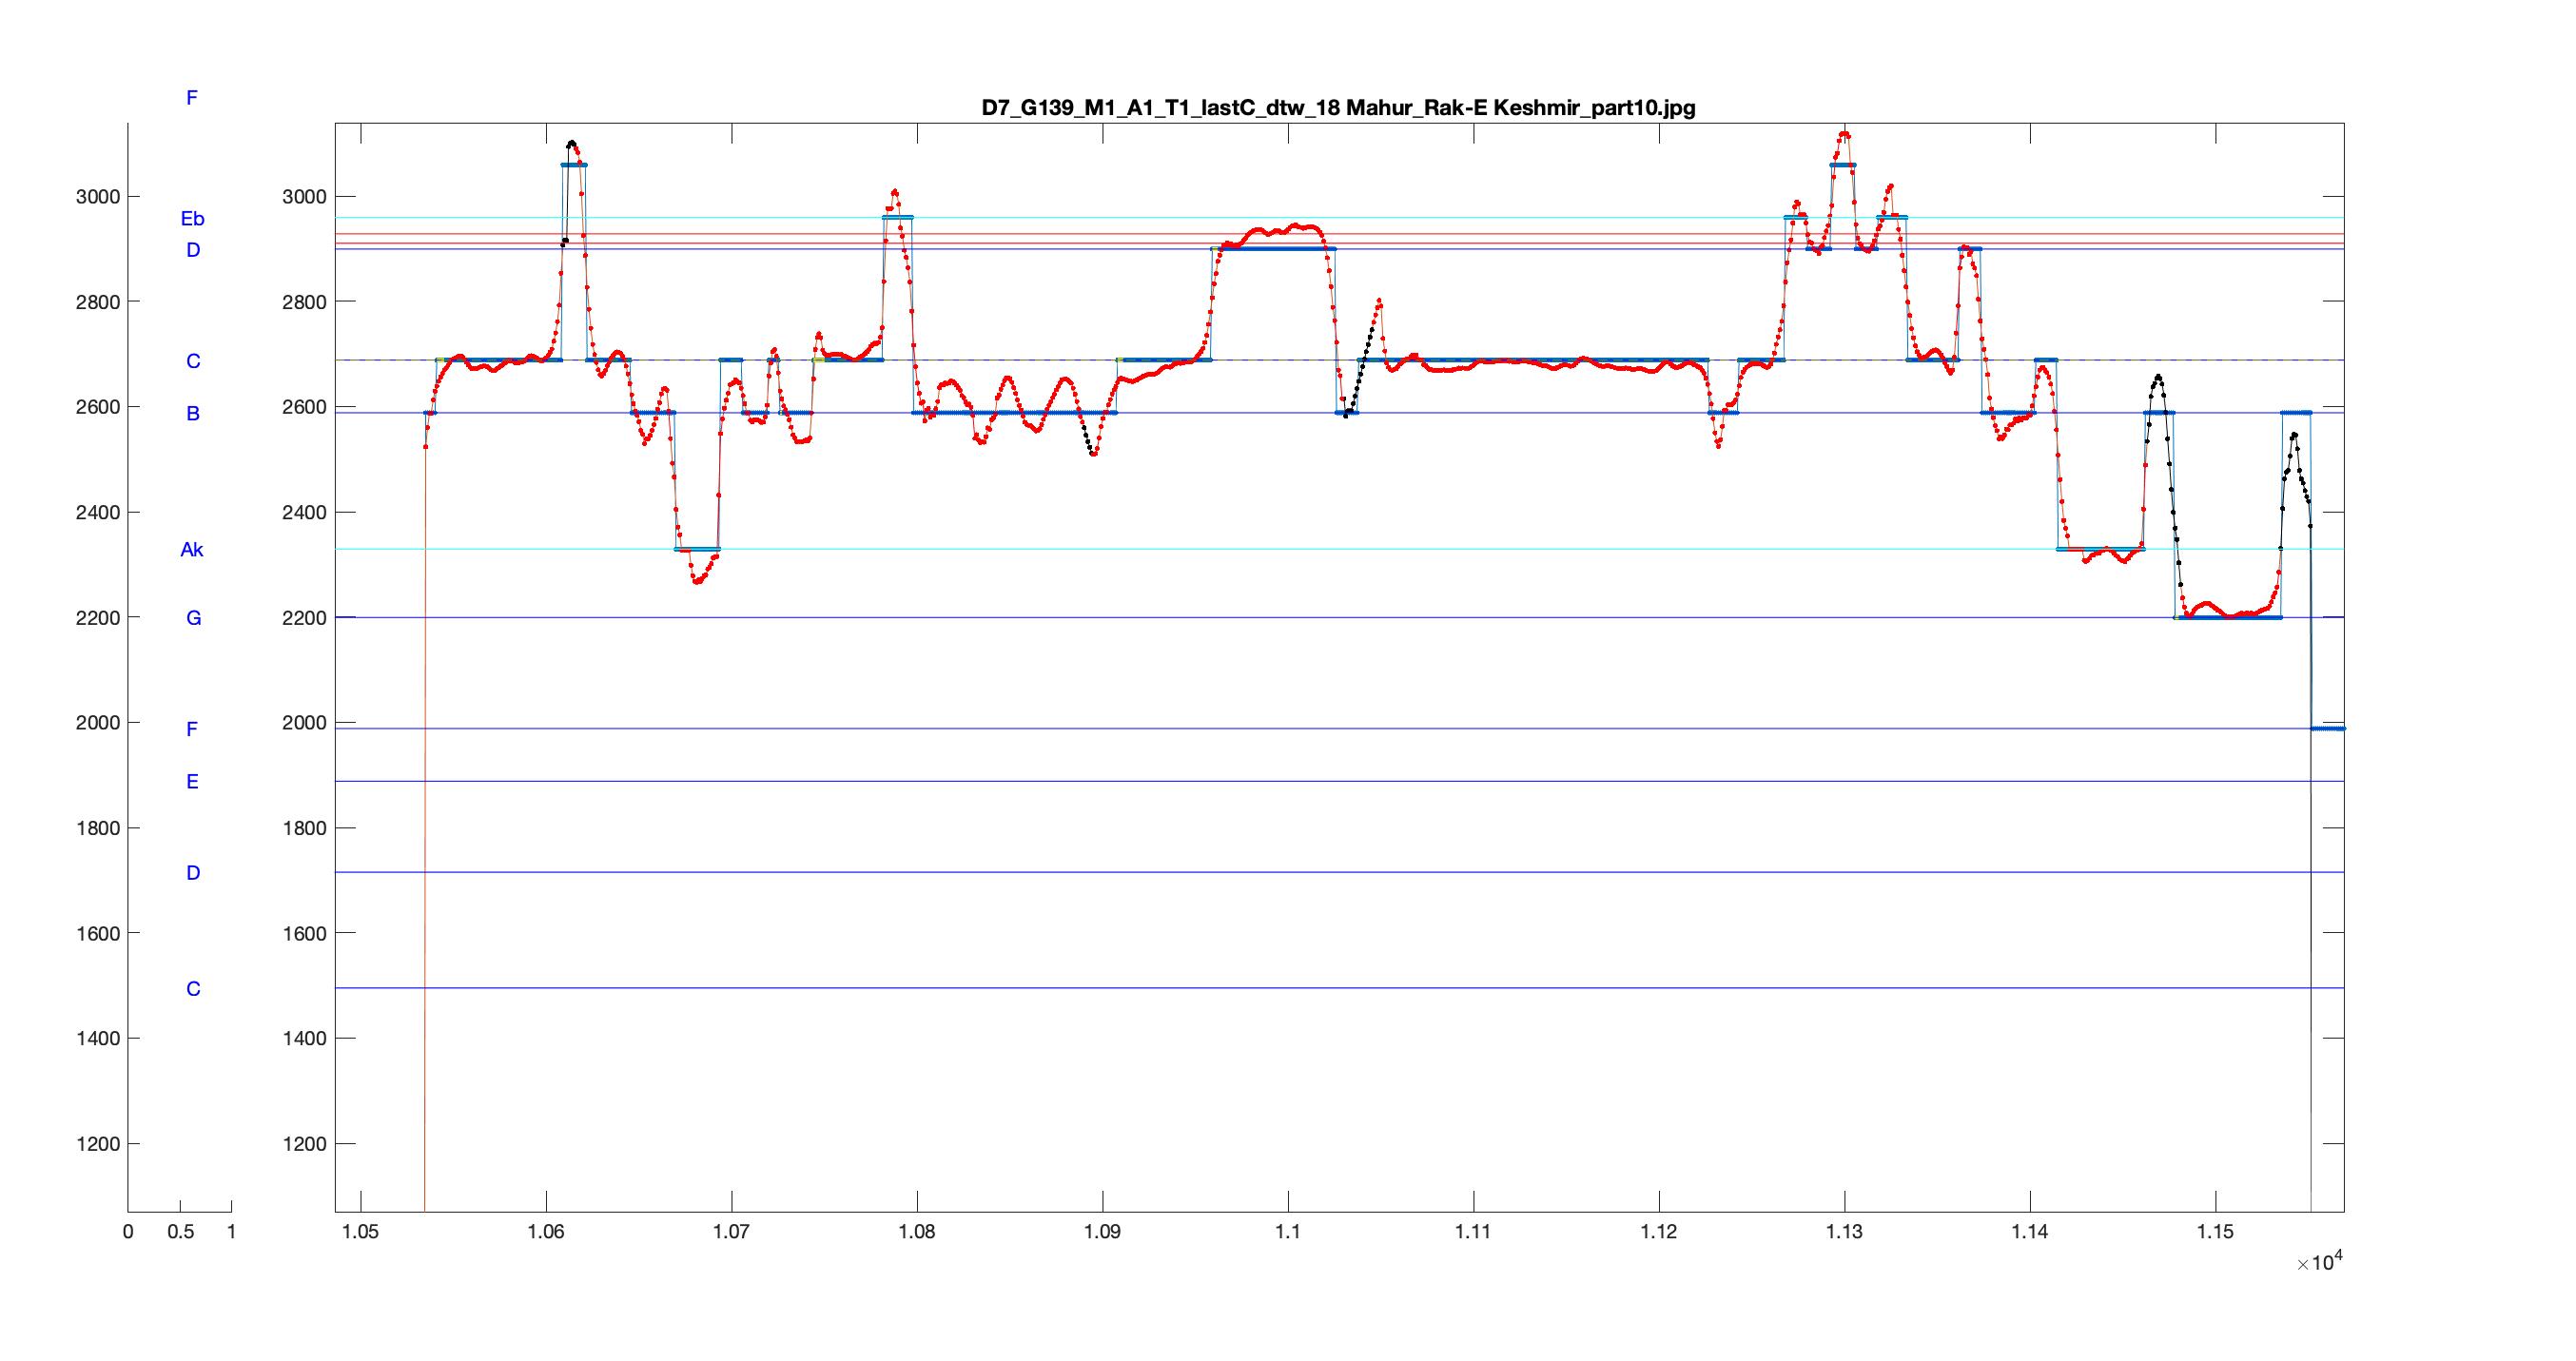 D7_G139_M1_A1_T1_lastC_dtw_18 Mahur_Rak-E Keshmir_part10.jpg
F
3000 3000
Eb
D
2800 2800
C
2600 B 2600
2400 2400
Ak
2200 G 2200
2000 F 2000
E
1800 1800
D
1600 1600
C
1400 1400
1200 1200
0 0.5 1 1.05 1.06 1.07 1.08 1.09 1.1 1.11 1.12 1.13 1.14 1.15
×10⁴